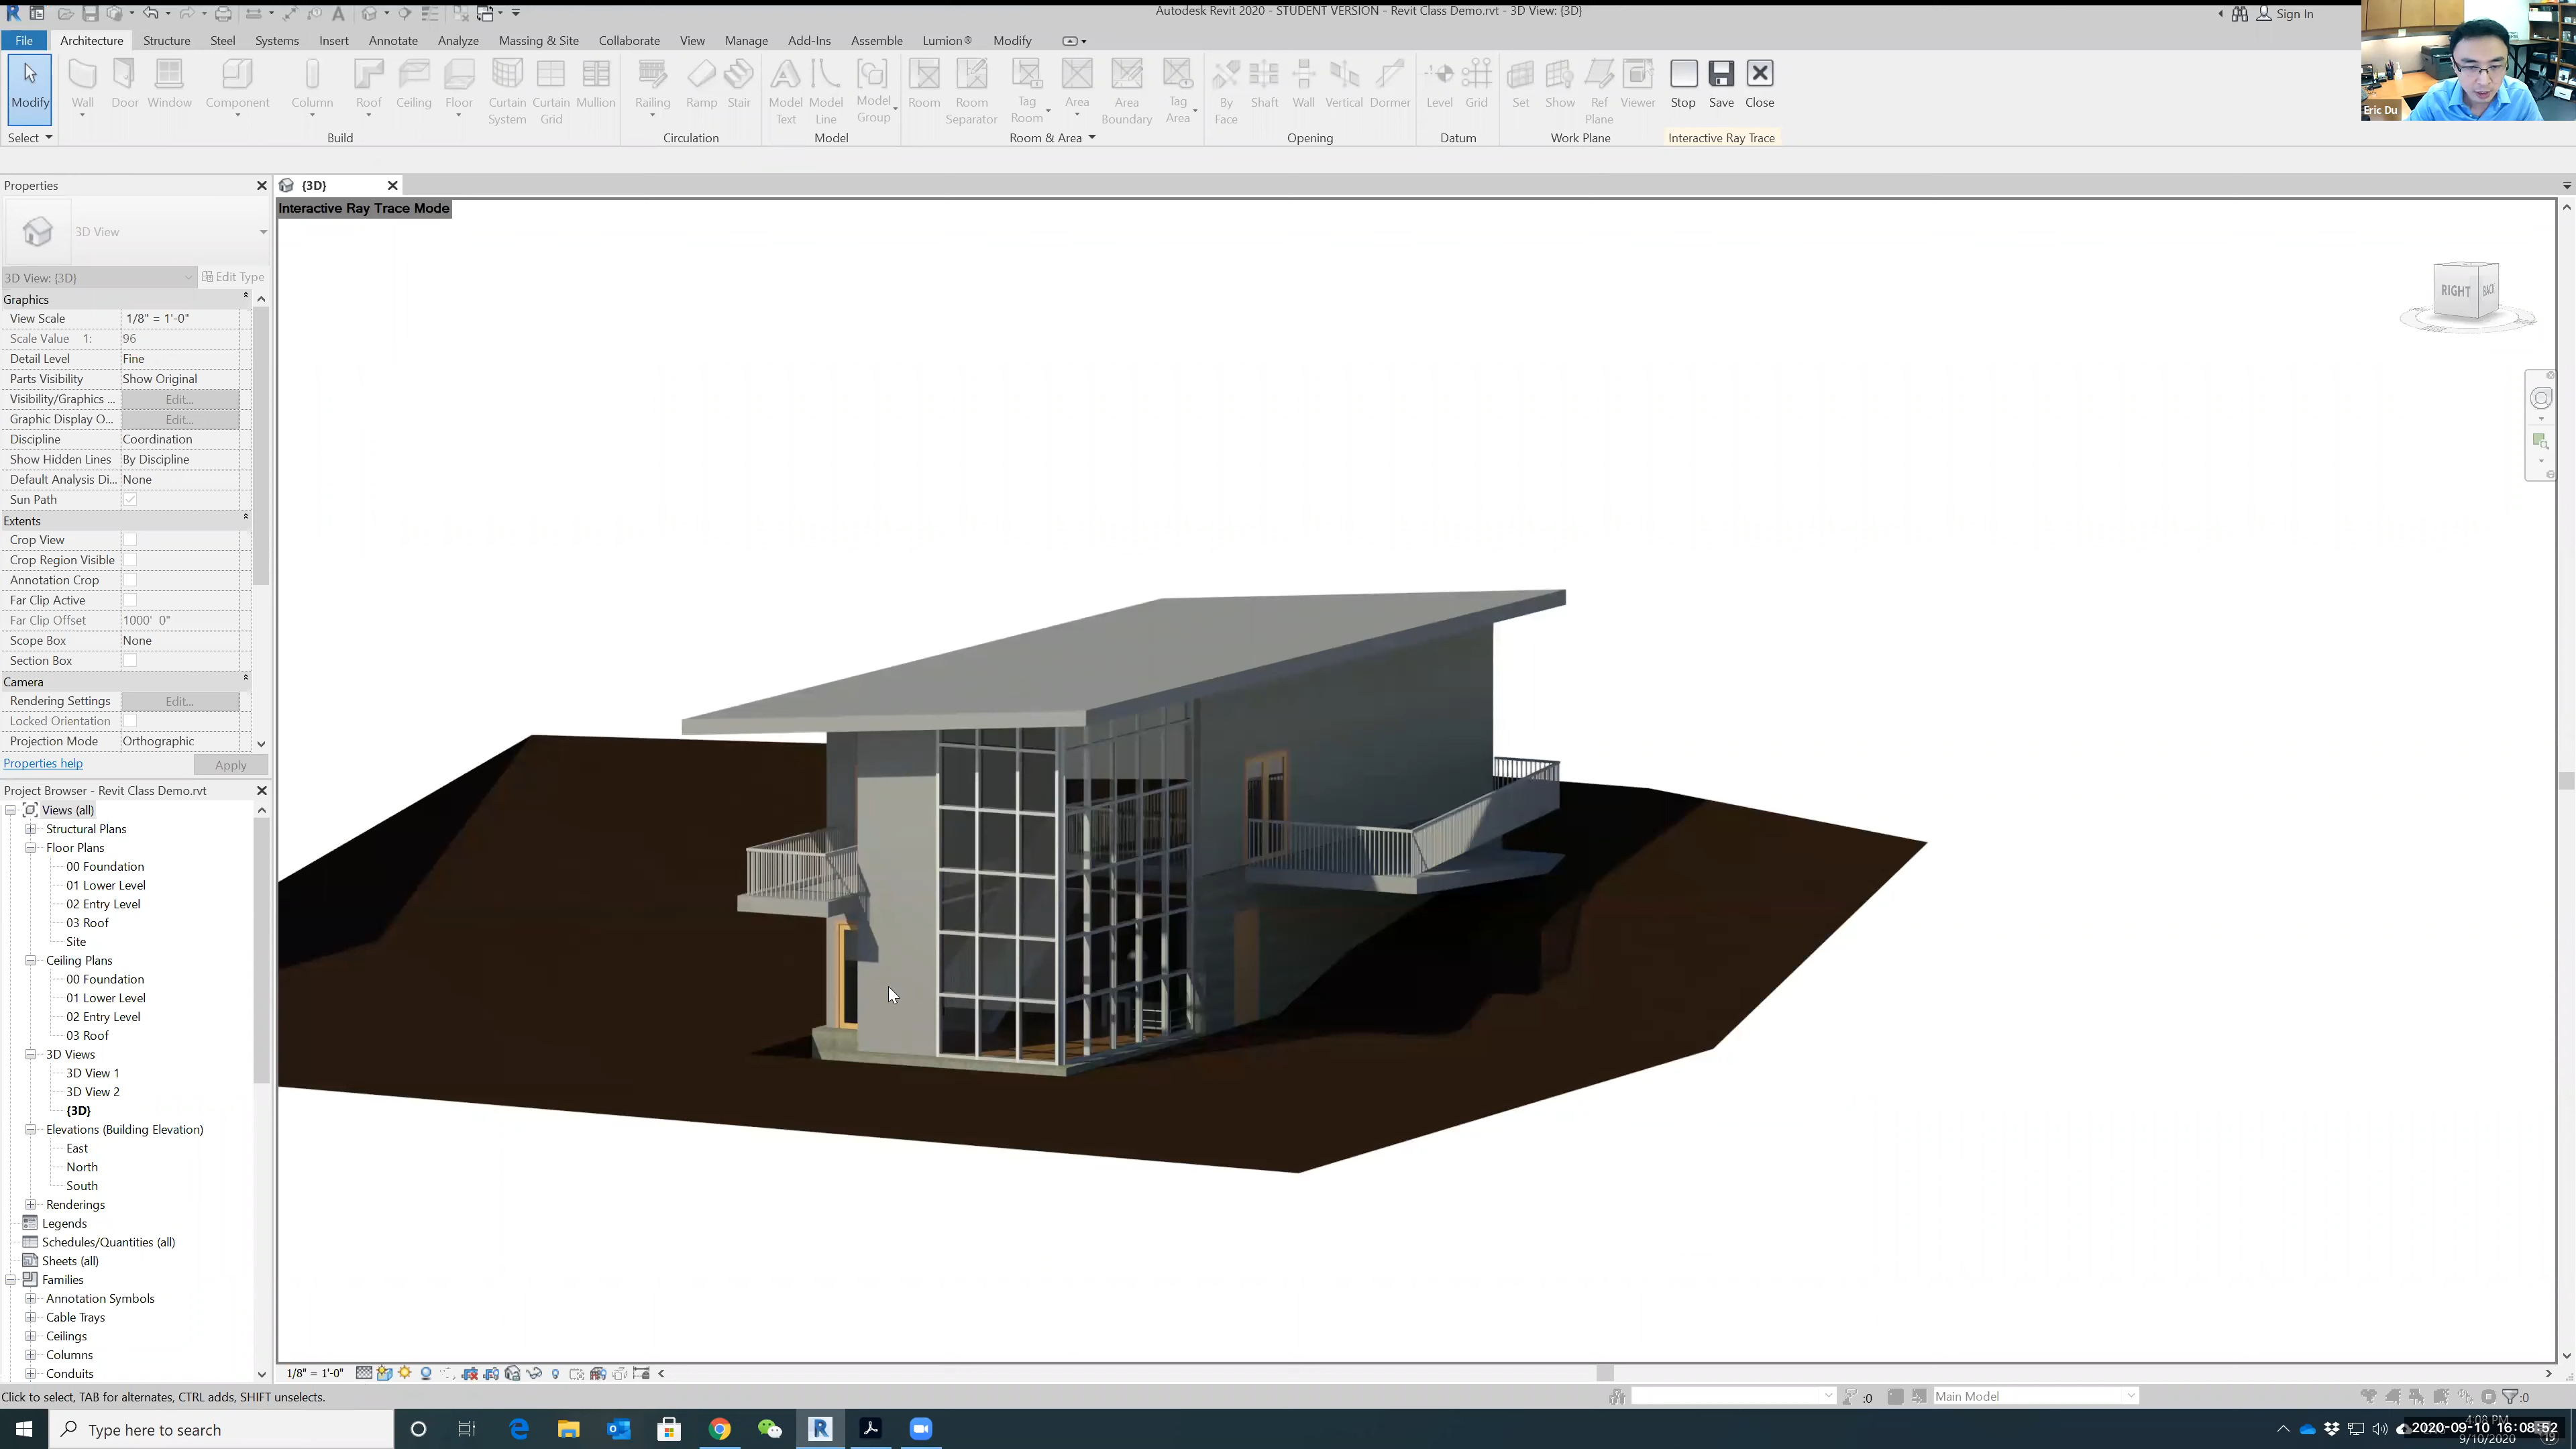 Autodesk Revit 2020 - STUDENT VERSION - Revit Class Demo.rvt - 3D View: {3D}
Sign In
File Architecture Structure Steel Systems Insert Annotate Analyze Massing & Site Collaborate View Manage Add-Ins Assemble Lumion® Modify
Modify Wall Door Window Component Column Roof Ceiling Floor Curtain System Curtain Grid Mullion Railing Ramp Stair Model Text Model Line Model Group Room Room Separator Tag Room Area Area Boundary Tag Area By Face Shaft Wall Vertical Dormer Level Grid Set Show Ref Plane Viewer Stop Save Close
Eric Du
Select Build Circulation Model Room & Area Opening Datum Work Plane Interactive Ray Trace
Properties
{3D}
Interactive Ray Trace Mode
3D View
3D View: {3D} Edit Type
Graphics
View Scale 1/8" = 1'-0"
Scale Value 1: 96
Detail Level Fine
Parts Visibility Show Original
Visibility/Graphics ... Edit...
Graphic Display O... Edit...
Discipline Coordination
Show Hidden Lines By Discipline
Default Analysis Di... None
Sun Path
Extents
Crop View
Crop Region Visible
Annotation Crop
Far Clip Active
Far Clip Offset 1000' 0"
Scope Box None
Section Box
Camera
Rendering Settings Edit...
Locked Orientation
Projection Mode Orthographic
Properties help Apply
RIGHT BACK
Project Browser - Revit Class Demo.rvt
Views (all)
Structural Plans
Floor Plans
00 Foundation
01 Lower Level
02 Entry Level
03 Roof
Site
Ceiling Plans
00 Foundation
01 Lower Level
02 Entry Level
03 Roof
3D Views
3D View 1
3D View 2
{3D}
Elevations (Building Elevation)
East
North
South
Renderings
Legends
Schedules/Quantities (all)
Sheets (all)
Families
Annotation Symbols
Cable Trays
Ceilings
Columns
Conduits
1/8" = 1'-0"
Click to select, TAB for alternates, CTRL adds, SHIFT unselects.
:0 Main Model :0
Type here to search
4:08 PM
2020-09-10 16:08:52
9/10/2020